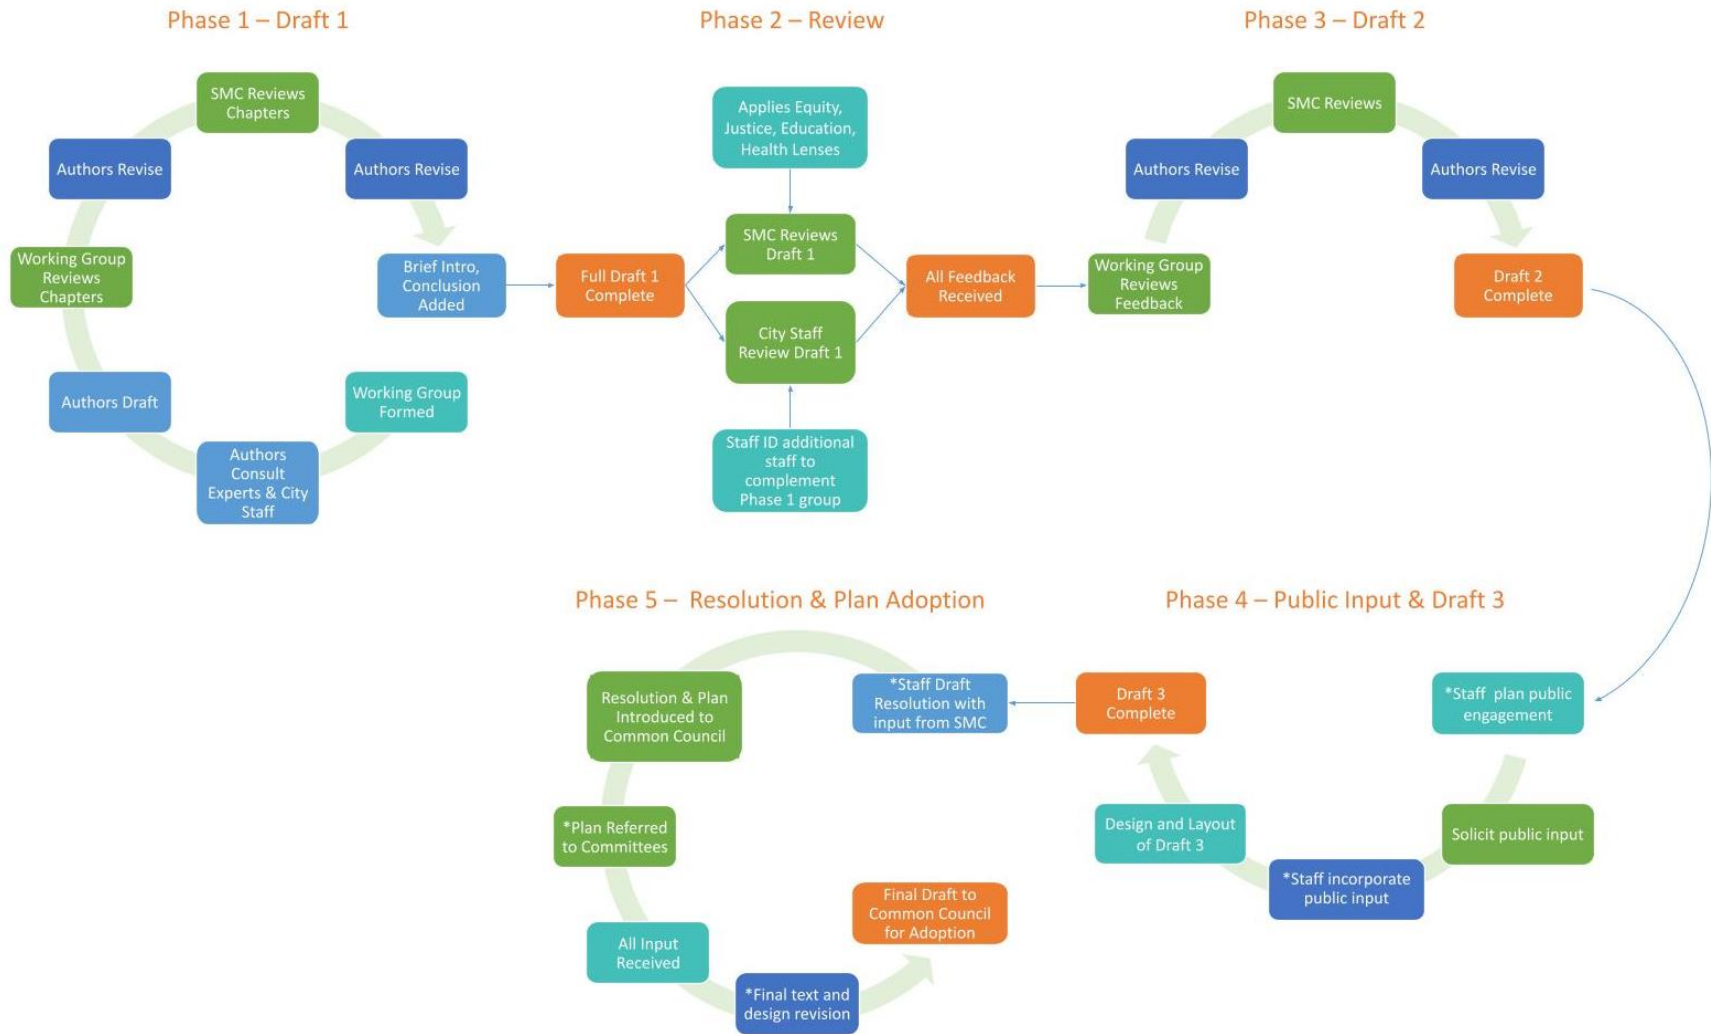 Phase 1 – Draft 1
SMC Reviews
Chapters
Authors Revise
Authors Revise
Working Group
Reviews
Chapters
Brief Intro,
Conclusion
Added
Authors Draft
Working Group
Formed
Authors
Consult
Experts & City
Staff
Phase 2 – Review
Applies Equity,
Justice, Education,
Health Lenses
Full Draft 1
Complete
SMC Reviews
Draft 1
City Staff
Review Draft 1
All Feedback
Received
Staff ID additional
staff to
complement
Phase 1 group
Phase 3 – Draft 2
SMC Reviews
Authors Revise
Authors Revise
Working Group
Reviews
Feedback
Draft 2
Complete
Phase 4 – Public Input & Draft 3
*Staff plan public
engagement
Solicit public input
*Staff incorporate
public input
Design and Layout
of Draft 3
Draft 3
Complete
Phase 5 – Resolution & Plan Adoption
*Staff Draft
Resolution with
input from SMC
Resolution & Plan
Introduced to
Common Council
*Plan Referred
to Committees
All Input
Received
*Final text and
design revision
Final Draft to
Common Council
for Adoption